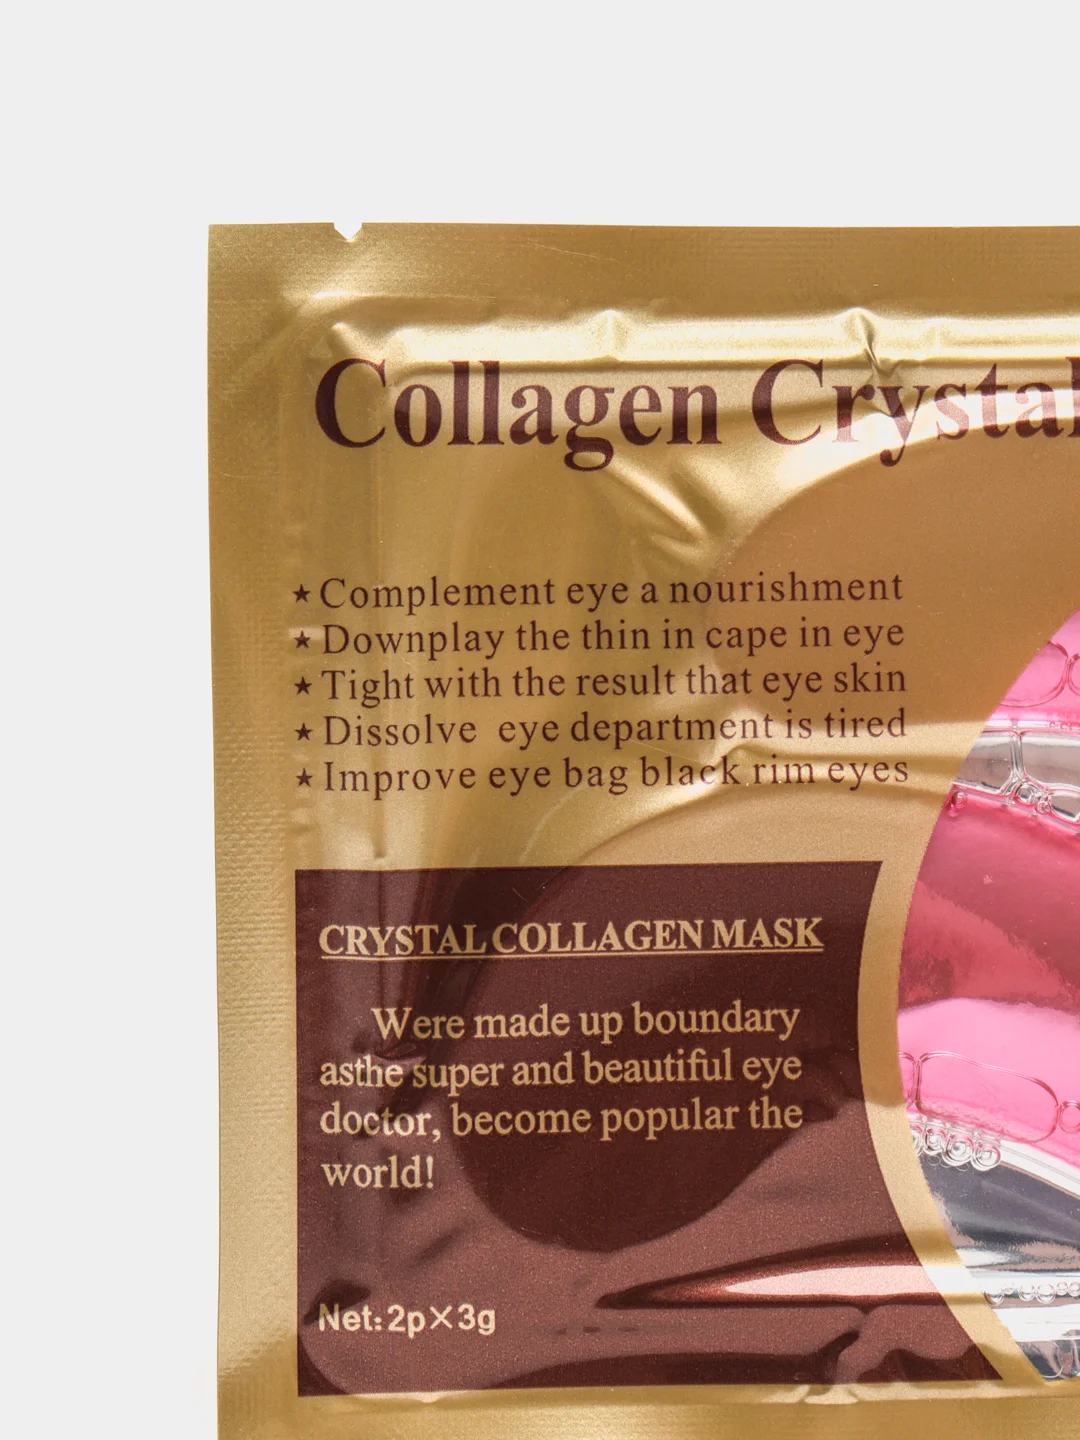 Collagen Crystal
★Complement eye a nourishment
★Downplay the thin in cape in eye
★Tight with the result that eye skin
★Dissolve eye department is tired
★Improve eye bag black rim eyes
CRYSTAL COLLAGEN MASK
Were made up boundary
asthe super and beautiful eye
doctor, become popular the
world!
Net:2p×3g